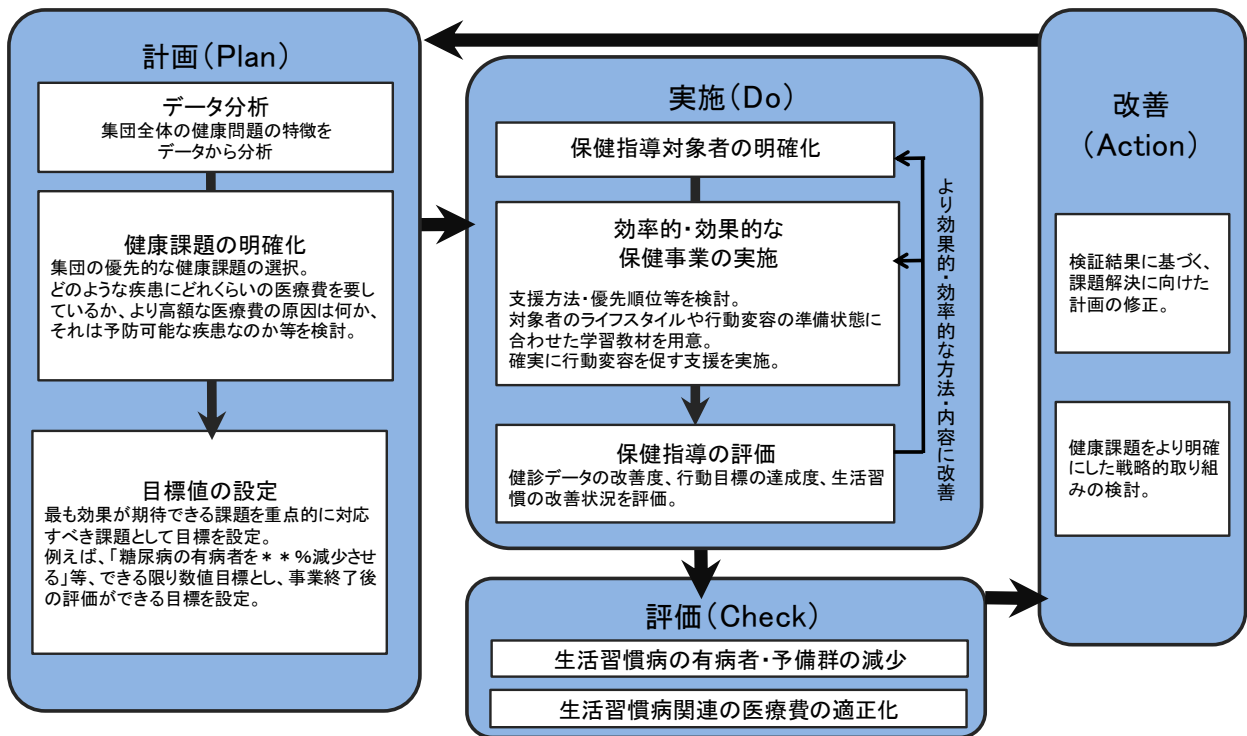 計画(Plan)
データ分析
集団全体の健康問題の特徴を
データから分析
健康課題の明確化
集団の優先的な健康課題の選択。
どのような疾患にどれくらいの医療費を要し
ているか、より高額な医療費の原因は何か、
それは予防可能な疾患なのか等を検討。
目標値の設定
最も効果が期待できる課題を重点的に対応
すべき課題として目標を設定。
例えば、「糖尿病の有病者を**%減少させ
る」等、できる限り数値目標とし、事業終了後
の評価ができる目標を設定。
実施(Do)
保健指導対象者の明確化
効率的・効果的な
保健事業の実施
支援方法・優先順位等を検討。
対象者のライフスタイルや行動変容の準備状態に
合わせた学習教材を用意。
確実に行動変容を促す支援を実施。
保健指導の評価
健診データの改善度、行動目標の達成度、生活習
慣の改善状況を評価。
より効果的・効率的な方法・内容に改善
評価(Check)
生活習慣病の有病者・予備群の減少
生活習慣病関連の医療費の適正化
改善
(Action)
検証結果に基づく、
課題解決に向けた
計画の修正。
健康課題をより明確
にした戦略的取り組
みの検討。